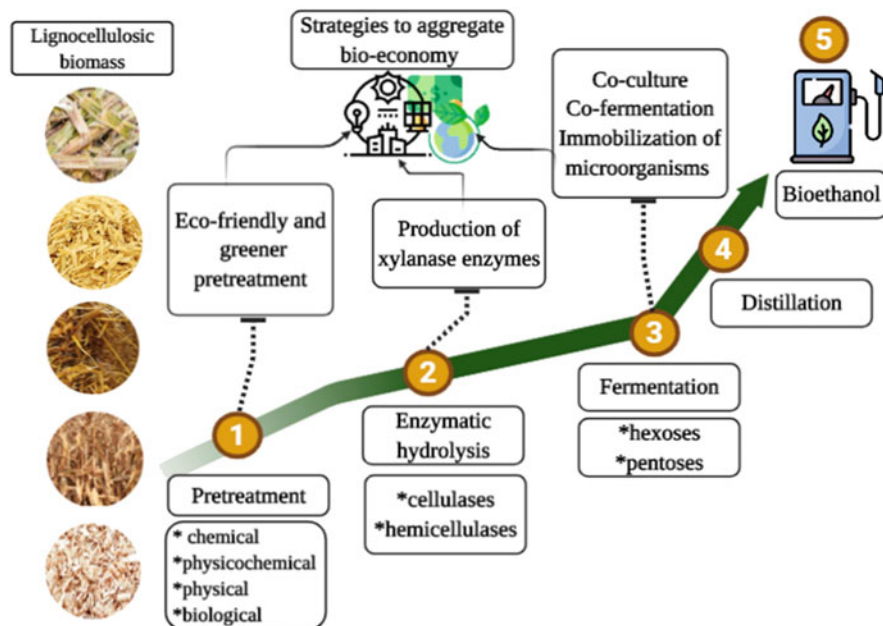 Lignocellulosic
biomass
Strategies to aggregate
bio-economy
Co-culture
Co-fermentation
Immobilization of
microorganisms
5
Bioethanol
Eco-friendly and
greener
pretreatment
Production of
xylanase enzymes
4
Distillation
3
Fermentation
*hexoses
*pentoses
2
Enzymatic
hydrolysis
*cellulases
*hemicellulases
1
Pretreatment
* chemical
*physicochemical
*physical
*biological